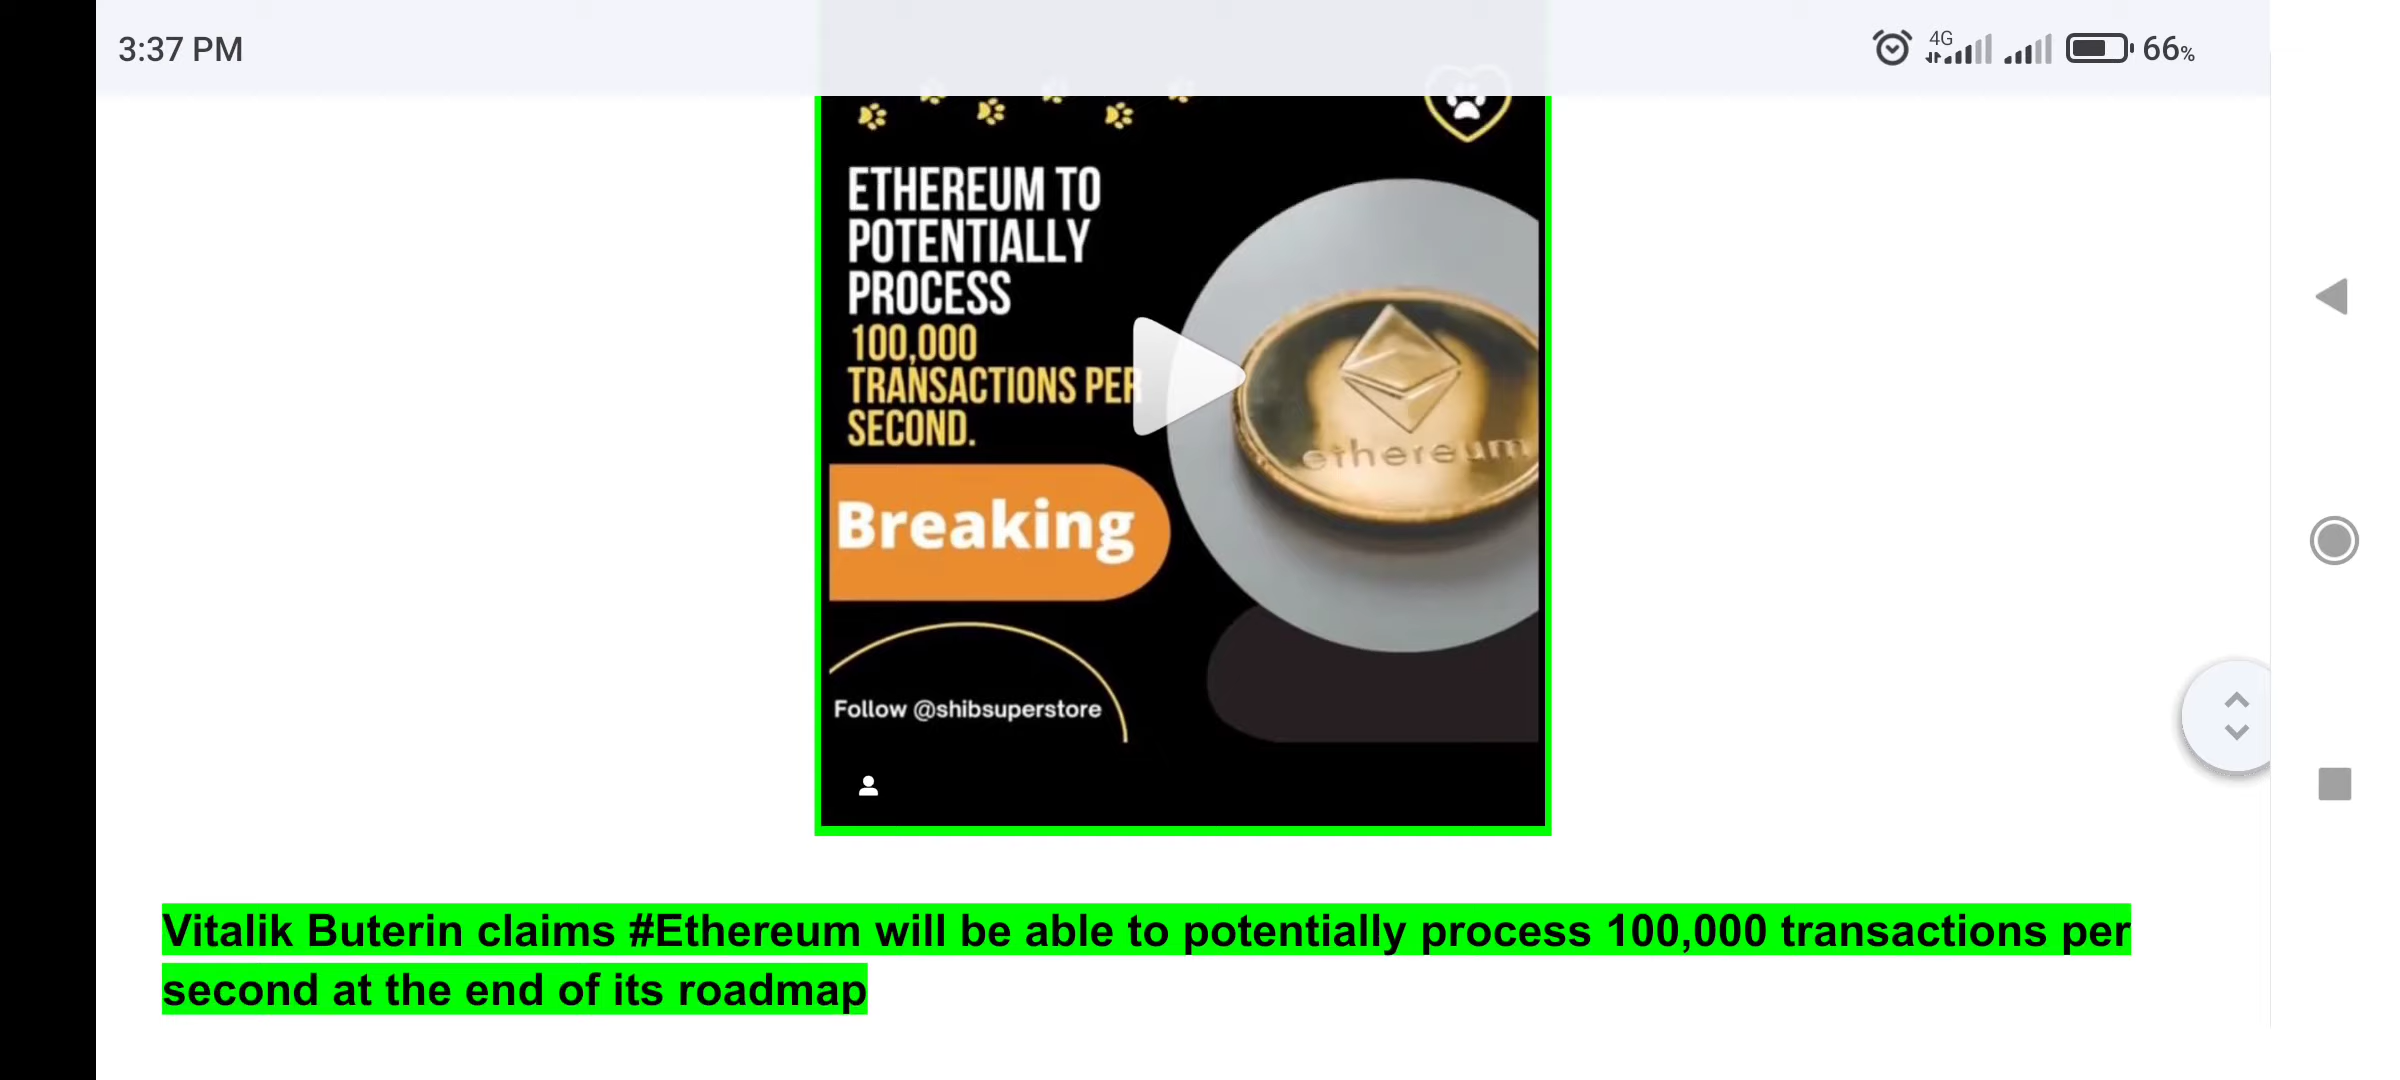 3:37 PM
4G
66%
ETHEREUM TO
POTENTIALLY
PROCESS
100,000
TRANSACTIONS PER
SECOND.
ethereum
Breaking
Follow @shibsuperstore
Vitalik Buterin claims #Ethereum will be able to potentially process 100,000 transactions per
second at the end of its roadmap